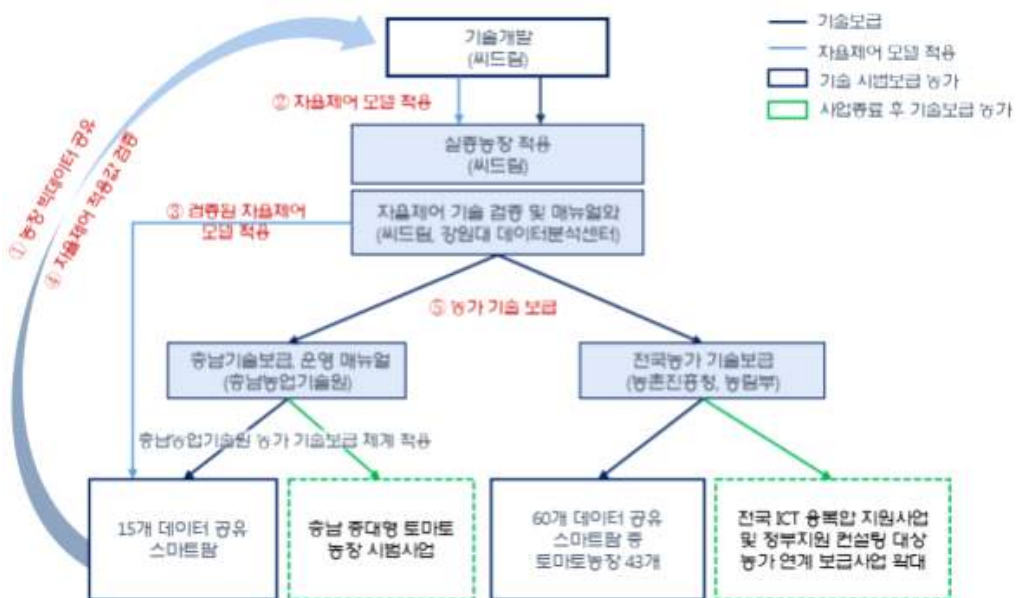 기술개발
(씨드림)
기술보급
자율제어 모델 적용
기술 시범보급 농가
사업종료 후 기술보급 농가
② 자율제어 모델 적용
실증농장 적용
(씨드림)
① 농장 빅데이터 공유
④ 자율제어 적용값 검증
③ 검증된 자율제어
모델 적용
자율제어 기술 검증 및 매뉴얼화
(씨드림, 강원대 데이터분석센터)
⑤ 농가 기술 보급
충남기술보급, 운영 매뉴얼
(충남농업기술원)
전국농가 기술보급
(농촌진흥청, 농림부)
충남농업기술원 농가 기술보급 체계 적용
15개 데이터 공유
스마트팜
충남 중대형 토마토
농장 시범사업
60개 데이터 공유
스마트팜 중
토마토농장 43개
전국 ICT 융복합 지원사업
및 정부지원 컨설팅 대상
농가 연계 보급사업 확대